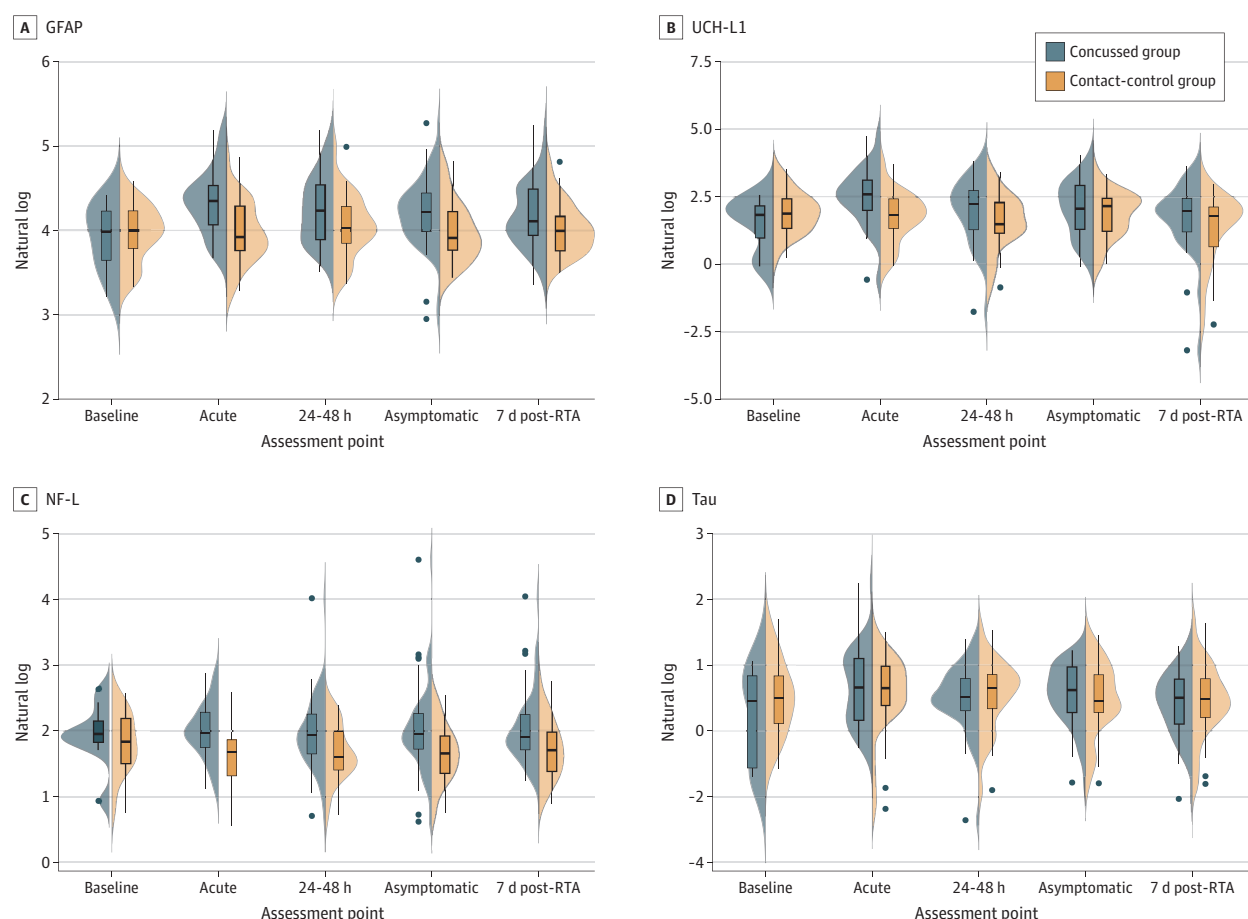 A GFAP
Natural log
6
5
4
3
2
Baseline
Acute
24-48 h
Asymptomatic
7 d post-RTA
Assessment point
B UCH-L1
Concussed group
Contact-control group
Natural log
7.5
5.0
2.5
0
-2.5
-5.0
Baseline
Acute
24-48 h
Asymptomatic
7 d post-RTA
Assessment point
C NF-L
Natural log
5
4
3
2
1
0
Baseline
Acute
24-48 h
Asymptomatic
7 d post-RTA
Assessment point
D Tau
Natural log
3
2
1
0
-2
-4
Baseline
Acute
24-48 h
Asymptomatic
7 d post-RTA
Assessment point